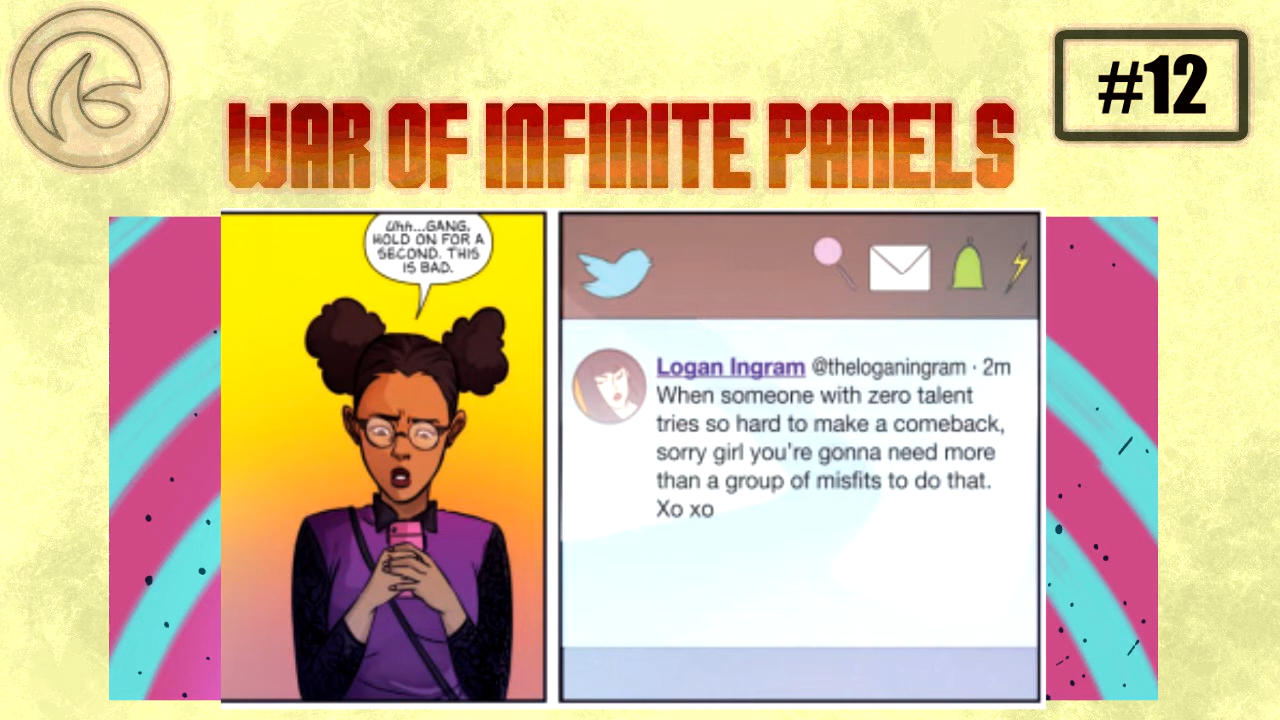 #12
WAR OF INFINITE PANELS
Uhh...GANG,
HOLD ON FOR A
SECOND. THIS
IS BAD.
Logan Ingram @theloganingram · 2m
When someone with zero talent
tries so hard to make a comeback,
sorry girl you're gonna need more
than a group of misfits to do that.
Xo xo